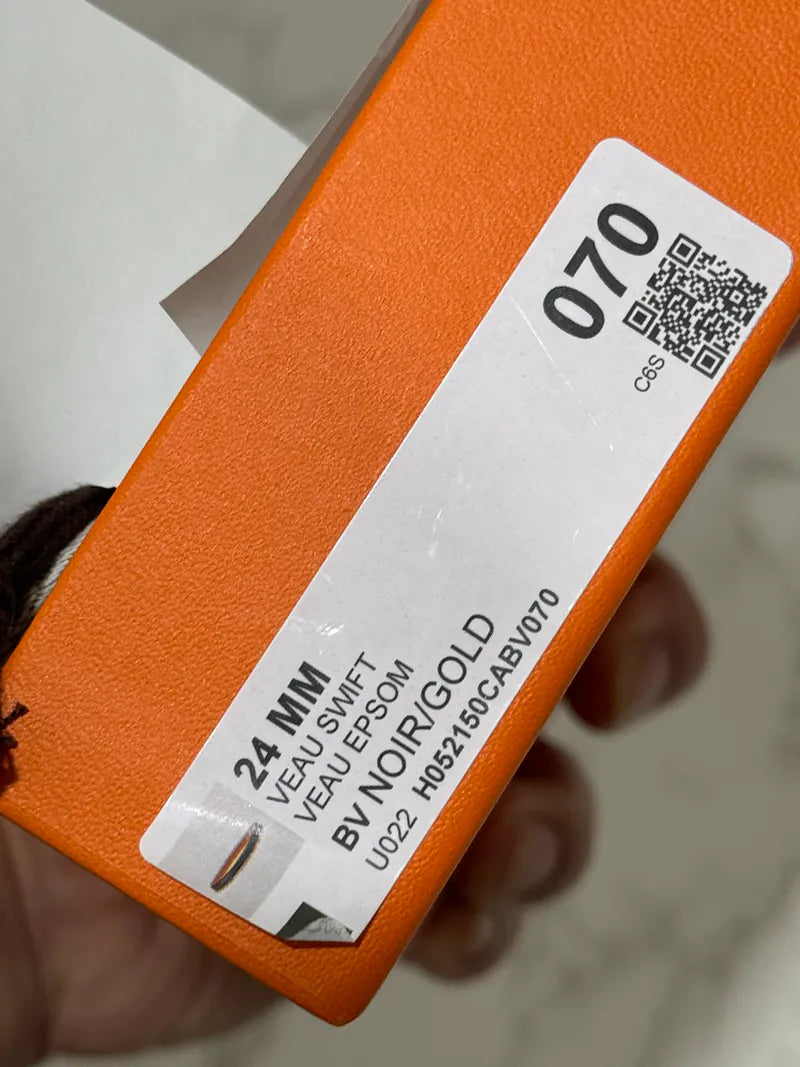 070
C6S
24 MM
VEAU SWIFT
VEAU EPSOM
BV NOIR/GOLD
U022 H052150CABV070